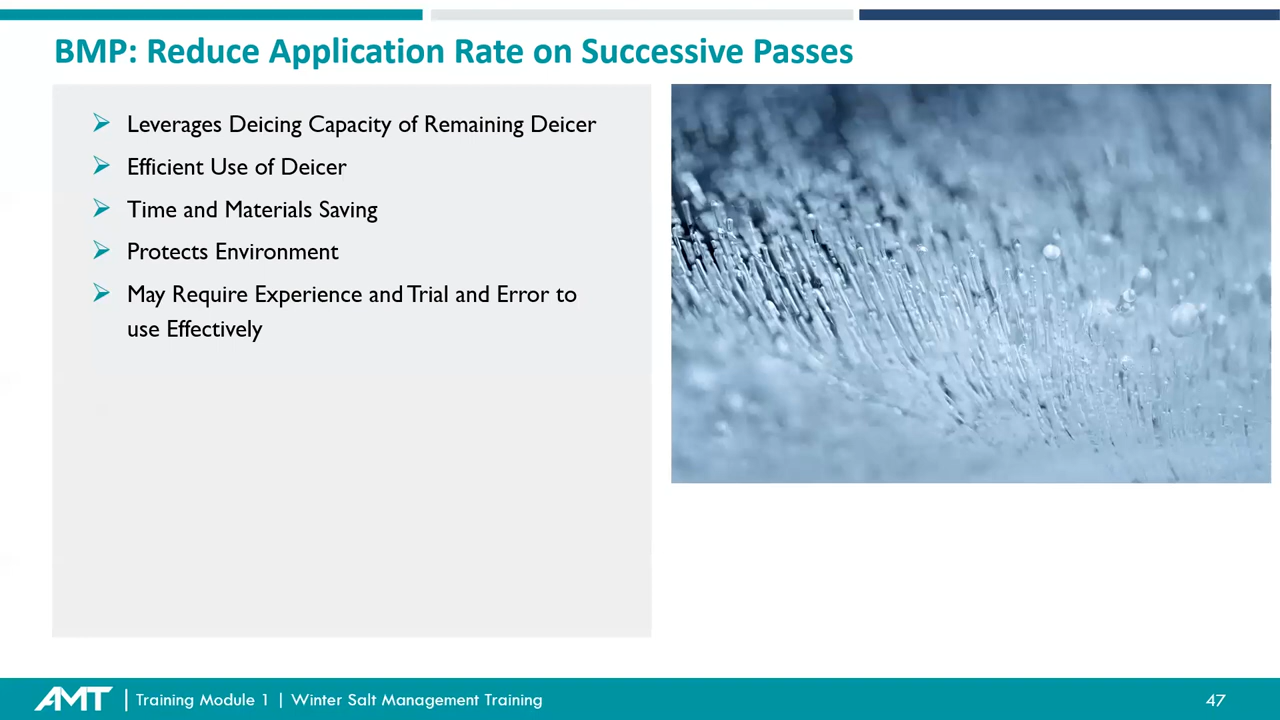 BMP: Reduce Application Rate on Successive Passes
Leverages Deicing Capacity of Remaining Deicer
Efficient Use of Deicer
Time and Materials Saving
Protects Environment
May Require Experience and Trial and Error to
use Effectively
AMT | Training Module 1 | Winter Salt Management Training 47